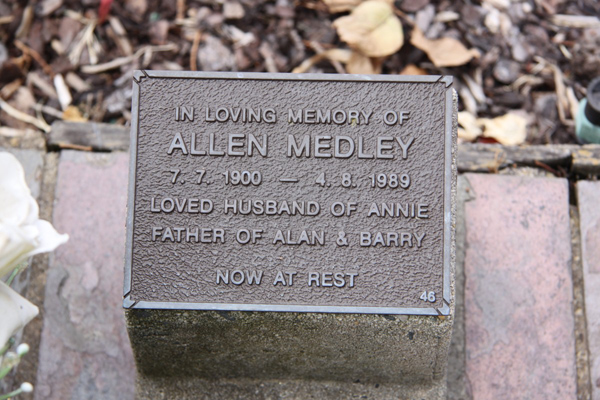 IN LOVING MEMORY OF
ALLEN MEDLEY
7. 7. 1900 — 4. 8. 1989
LOVED HUSBAND OF ANNIE
FATHER OF ALAN & BARRY
NOW AT REST
46